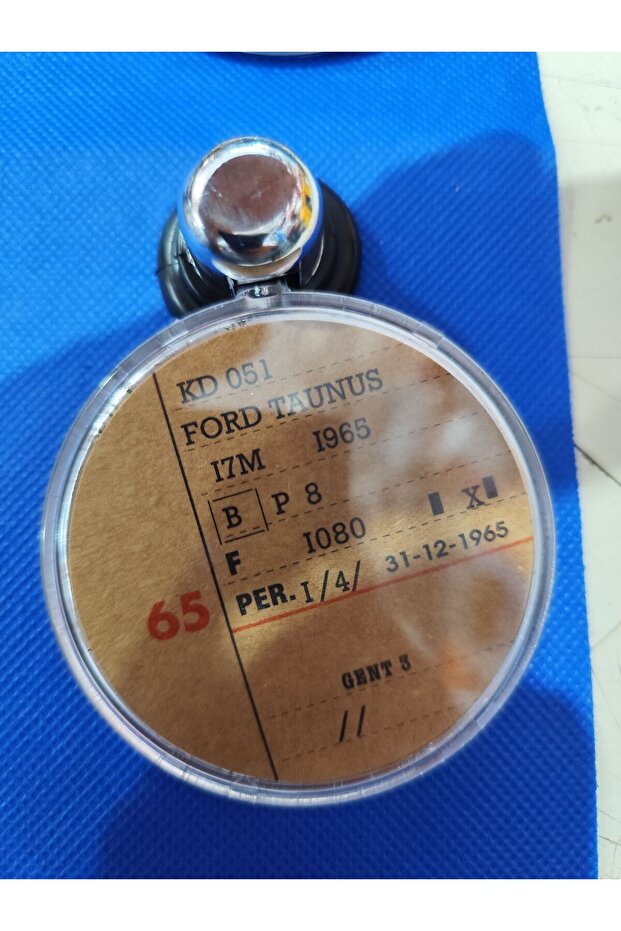 KD 051
FORD TAUNUS
I7M I965
B P 8 X
F I080
65 PER. I/4/ 31-12-1965
GENT 3
//